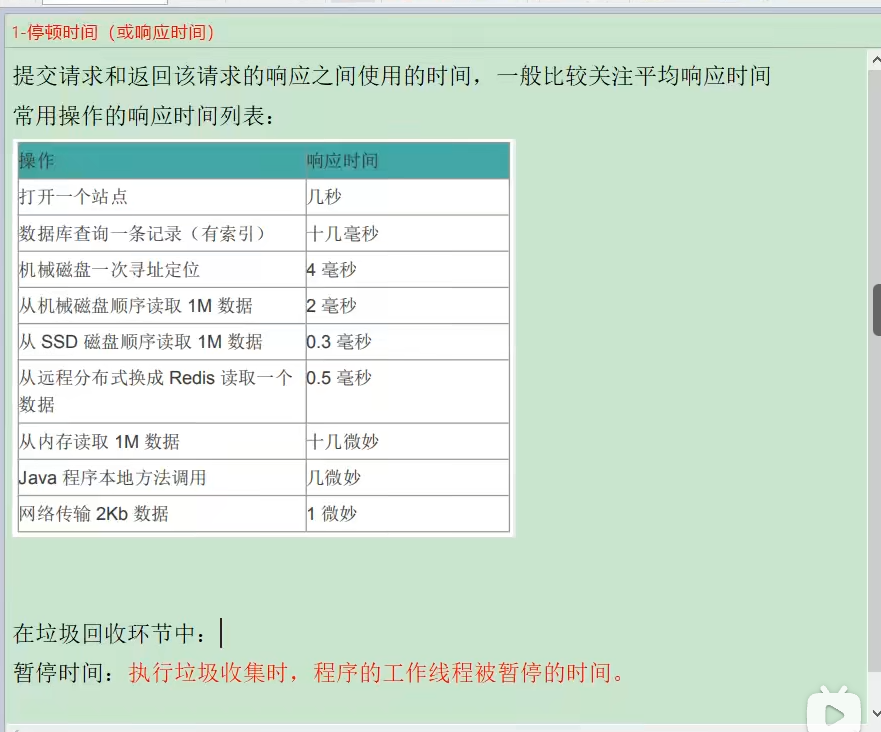 1-停顿时间（或响应时间）
提交请求和返回该请求的响应之间使用的时间，一般比较关注平均响应时间
常用操作的响应时间列表：
操作 响应时间
打开一个站点 几秒
数据库查询一条记录（有索引） 十几毫秒
机械磁盘一次寻址定位 4 毫秒
从机械磁盘顺序读取 1M 数据 2 毫秒
从 SSD 磁盘顺序读取 1M 数据 0.3 毫秒
从远程分布式换成 Redis 读取一个 0.5 毫秒
数据
从内存读取 1M 数据 十几微妙
Java 程序本地方法调用 几微妙
网络传输 2Kb 数据 1 微妙
在垃圾回收环节中：
暂停时间：执行垃圾收集时，程序的工作线程被暂停的时间。